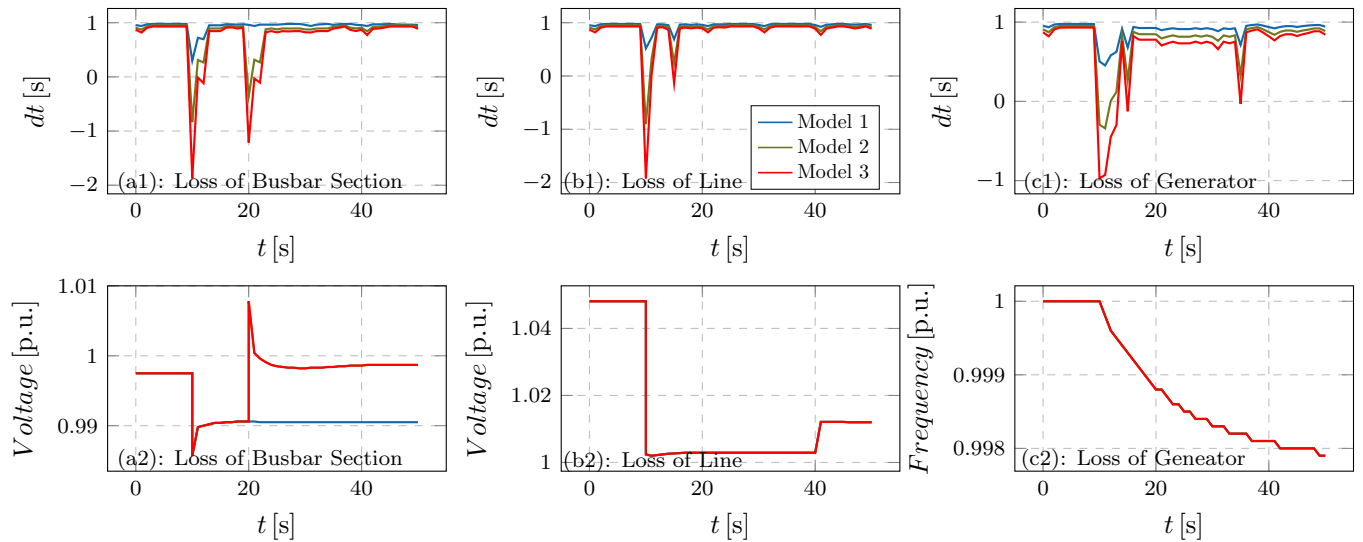 1
0
−1
−2
dt [s]
0
20
40
t [s]
(a1): Loss of Busbar Section
1
0
−1
−2
dt [s]
0
20
40
t [s]
(b1): Loss of Line
Model 1
Model 2
Model 3
1
0
−1
dt [s]
0
20
40
t [s]
(c1): Loss of Generator
1.01
1
0.99
Voltage [p.u.]
0
20
40
t [s]
(a2): Loss of Busbar Section
1.04
1.02
1
Voltage [p.u.]
0
20
40
t [s]
(b2): Loss of Line
1
0.999
0.998
Frequency [p.u.]
0
20
40
t [s]
(c2): Loss of Geneator